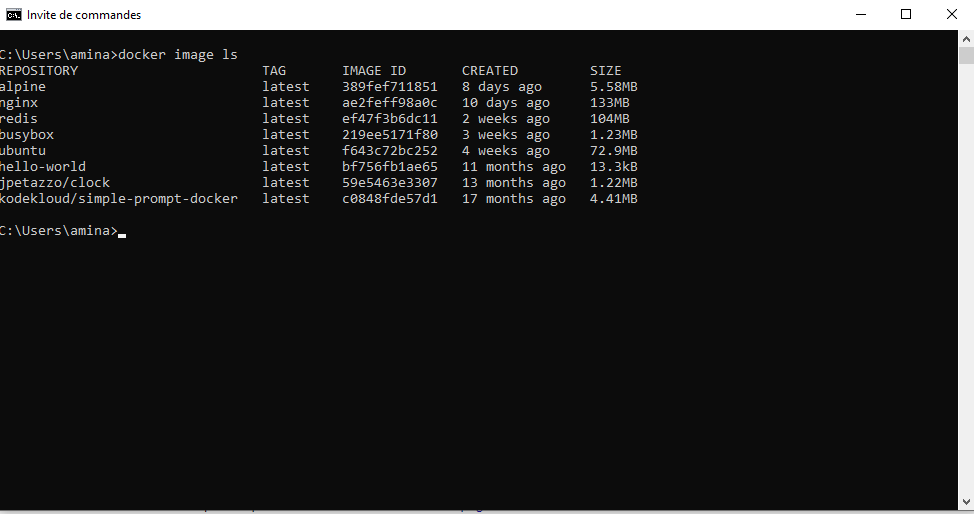 Invite de commandes
C:\Users\amina>docker image ls
REPOSITORY TAG IMAGE ID CREATED SIZE
alpine latest 389fef711851 8 days ago 5.58MB
nginx latest ae2feff98a0c 10 days ago 133MB
redis latest ef47f3b6dc11 2 weeks ago 104MB
busybox latest 219ee5171f80 3 weeks ago 1.23MB
ubuntu latest f643c72bc252 4 weeks ago 72.9MB
hello-world latest bf756fb1ae65 11 months ago 13.3kB
jpetazzo/clock latest 59e5463e3307 13 months ago 1.22MB
kodekloud/simple-prompt-docker latest c0848fde57d1 17 months ago 4.41MB
C:\Users\amina>